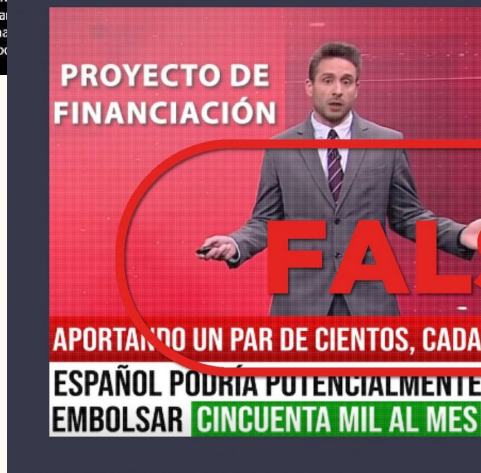 PROYECTO DE
FINANCIACIÓN
FALS
APORTANDO UN PAR DE CIENTOS, CADA
ESPAÑOL PODRÍA POTENCIALMENTE
EMBOLSAR CINCUENTA MIL AL MES